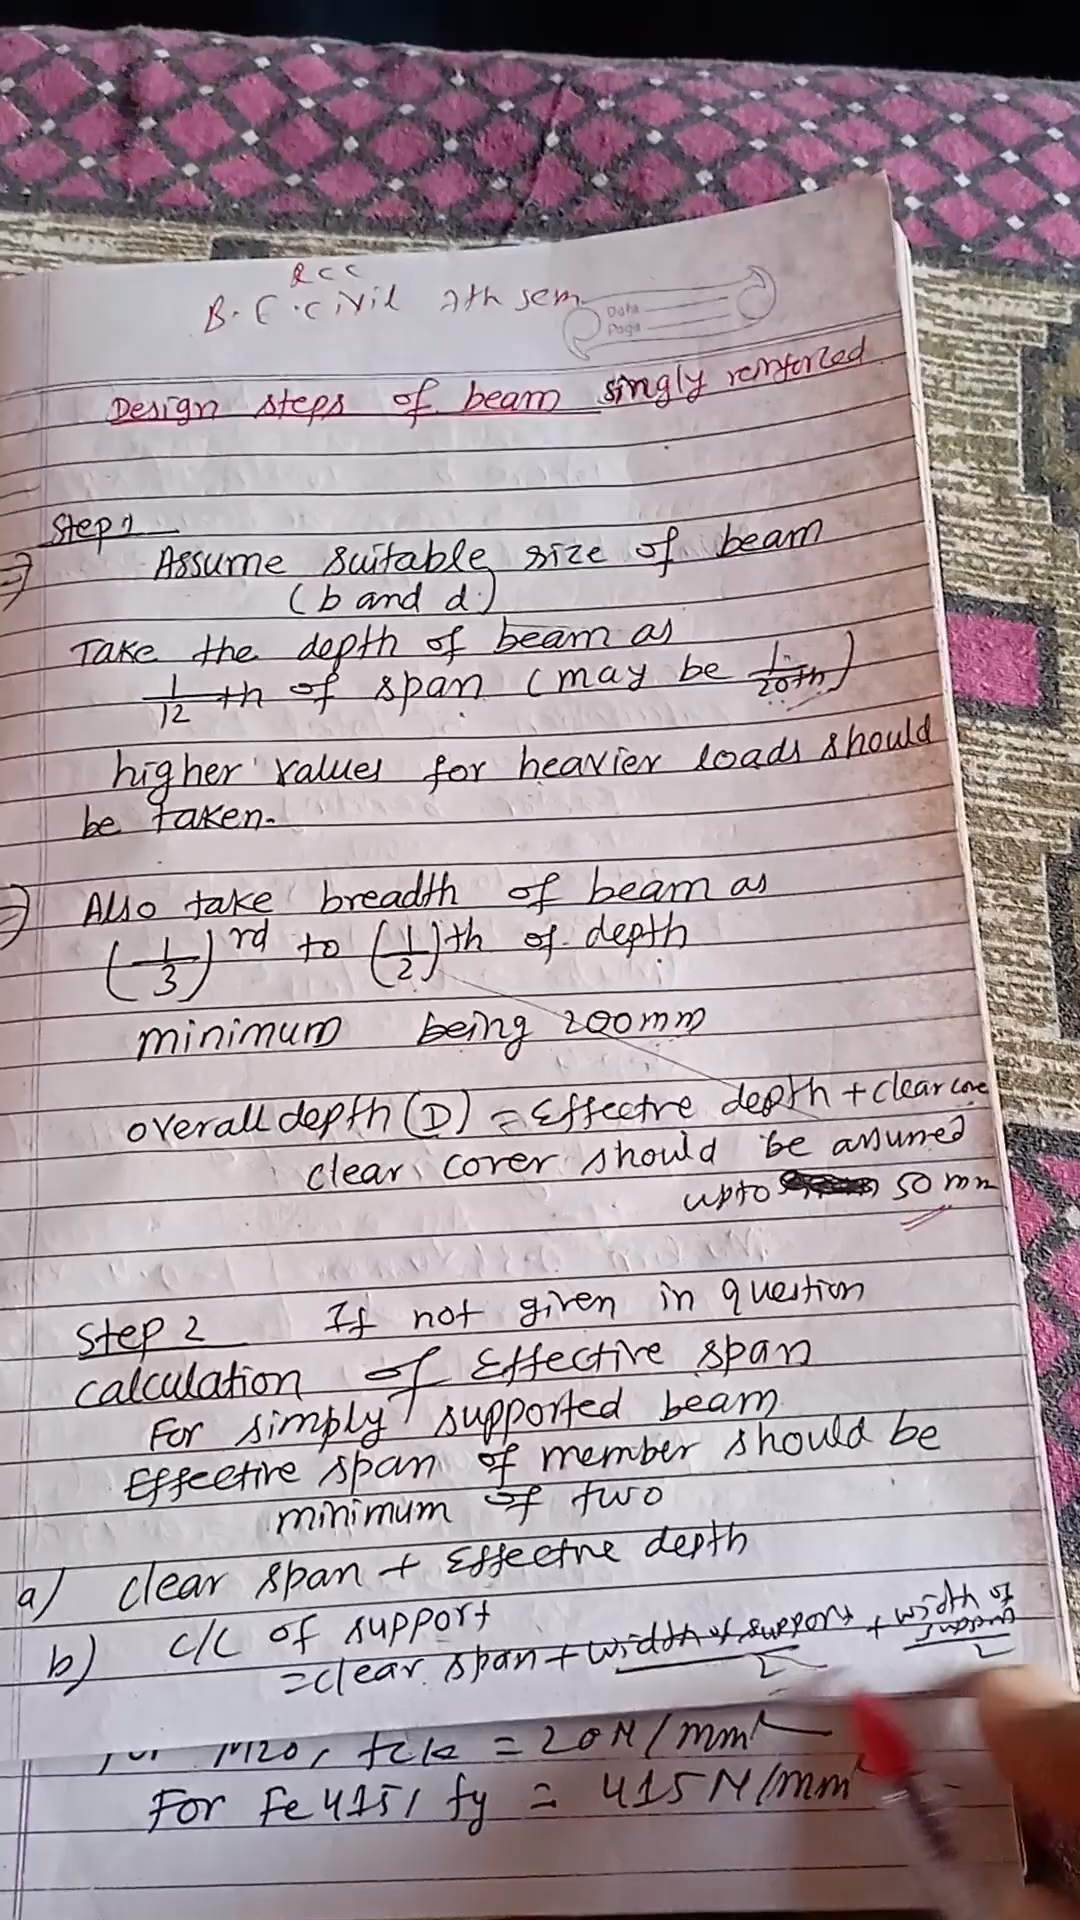 RCC
B.E. civil 7th sem
Data
Page
Design steps of beam singly reinforced
Step 1
⇒ Assume suitable size of beam
(b and d.)
Take the depth of beam as
1/12 th of span (may be 1/20th)
higher values for heavier loads should
be taken.
⇒ Also take breadth of beam as
(1/3)rd to (1/2)th of depth
minimum being 200mm
overall depth (D) = Effective depth + clear cove
clear cover should be assumed
upto 50 mm
Step 2 If not given in question
calculation of Effective span
For simply supported beam
Effective span of member should be
minimum of two
a) clear span + Effective depth
b) c/c of support
= clear span + width of support/2 + width of support/2
M20, fck = 20N/mm²
For Fe415, fy = 415N/mm²